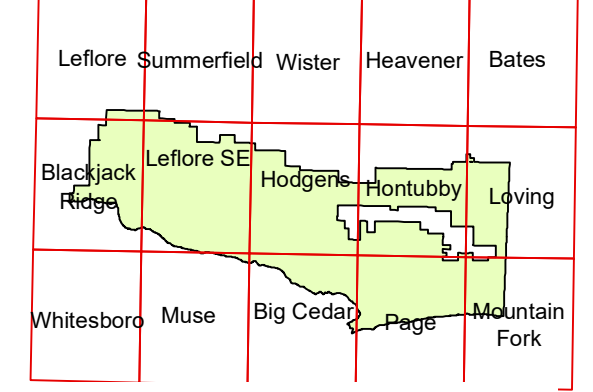 Leflore Summerfield Wister Heavener Bates
Blackjack Ridge
Leflore SE
Hodgens
Hontubby
Loving
Whitesboro
Muse
Big Cedar
Page
Mountain
Fork